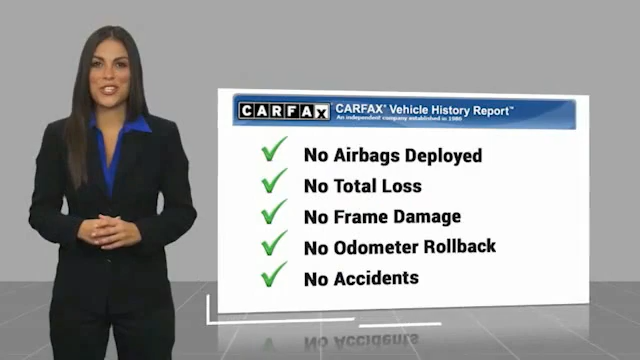 CARFAX CARFAX® Vehicle History Report™
An independent company established in 1986
No Airbags Deployed
No Total Loss
No Frame Damage
No Odometer Rollback
No Accidents